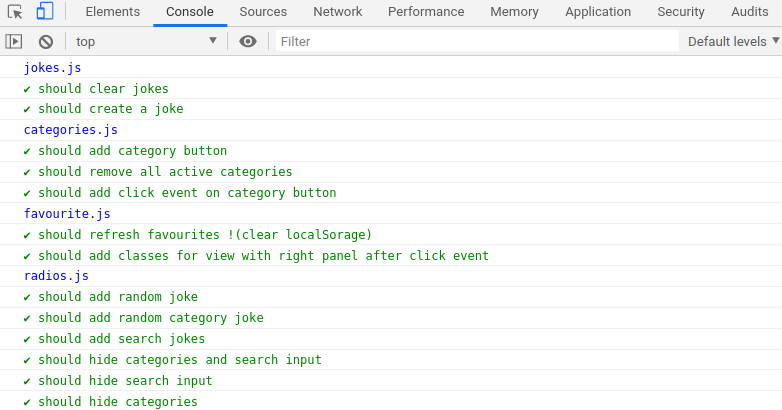 Elements Console Sources Network Performance Memory Application Security Audits
top Filter Default levels
jokes.js
✔ should clear jokes
✔ should create a joke
categories.js
✔ should add category button
✔ should remove all active categories
✔ should add click event on category button
favourite.js
✔ should refresh favourites !(clear localSorage)
✔ should add classes for view with right panel after click event
radios.js
✔ should add random joke
✔ should add random category joke
✔ should add search jokes
✔ should hide categories and search input
✔ should hide search input
✔ should hide categories